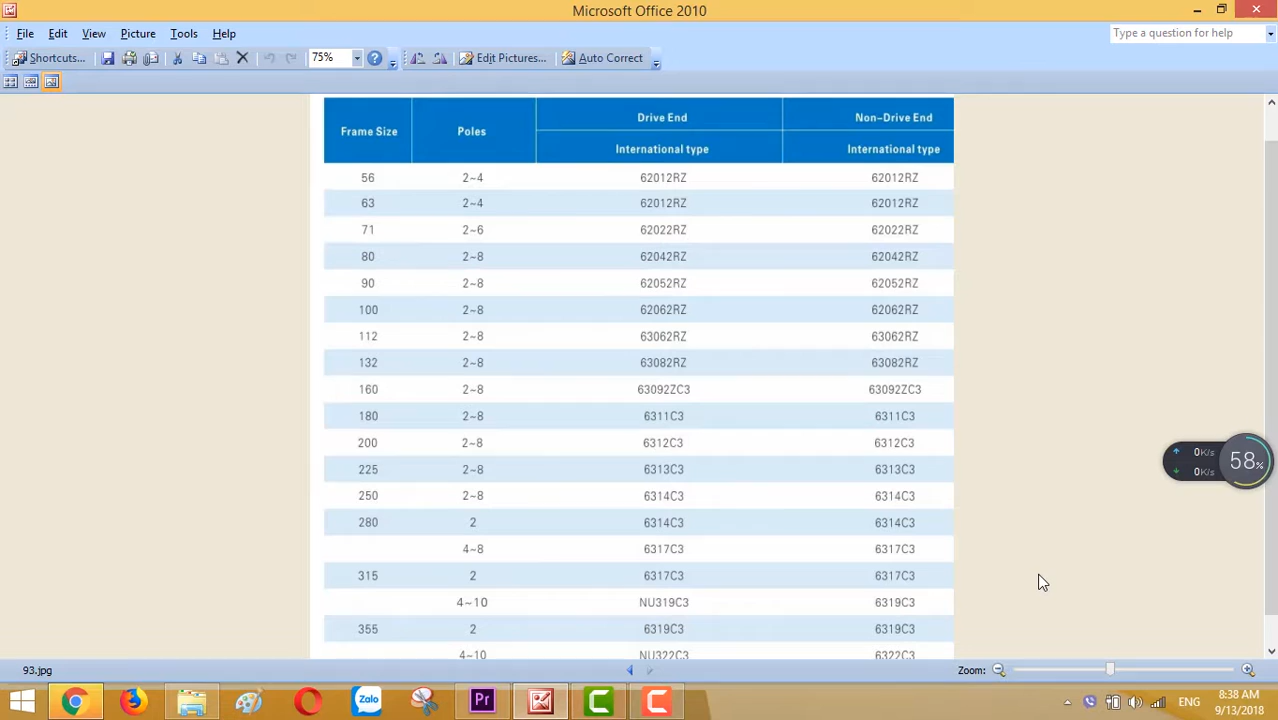 Microsoft Office 2010
File Edit View Picture Tools Help
Type a question for help
Shortcuts... 75% Edit Pictures... Auto Correct
Drive End Non-Drive End
Frame Size Poles
International type International type
56 2~4 62012RZ 62012RZ
63 2~4 62012RZ 62012RZ
71 2~6 62022RZ 62022RZ
80 2~8 62042RZ 62042RZ
90 2~8 62052RZ 62052RZ
100 2~8 62062RZ 62062RZ
112 2~8 63062RZ 63062RZ
132 2~8 63082RZ 63082RZ
160 2~8 63092ZC3 63092ZC3
180 2~8 6311C3 6311C3
200 2~8 6312C3 6312C3
225 2~8 6313C3 6313C3
250 2~8 6314C3 6314C3
280 2 6314C3 6314C3
4~8 6317C3 6317C3
315 2 6317C3 6317C3
4~10 NU319C3 6319C3
355 2 6319C3 6319C3
4~10 NU322C3 6322C3
0K/s
0K/s
58%
93.jpg Zoom:
Zalo Pr ENG
8:38 AM
9/13/2018